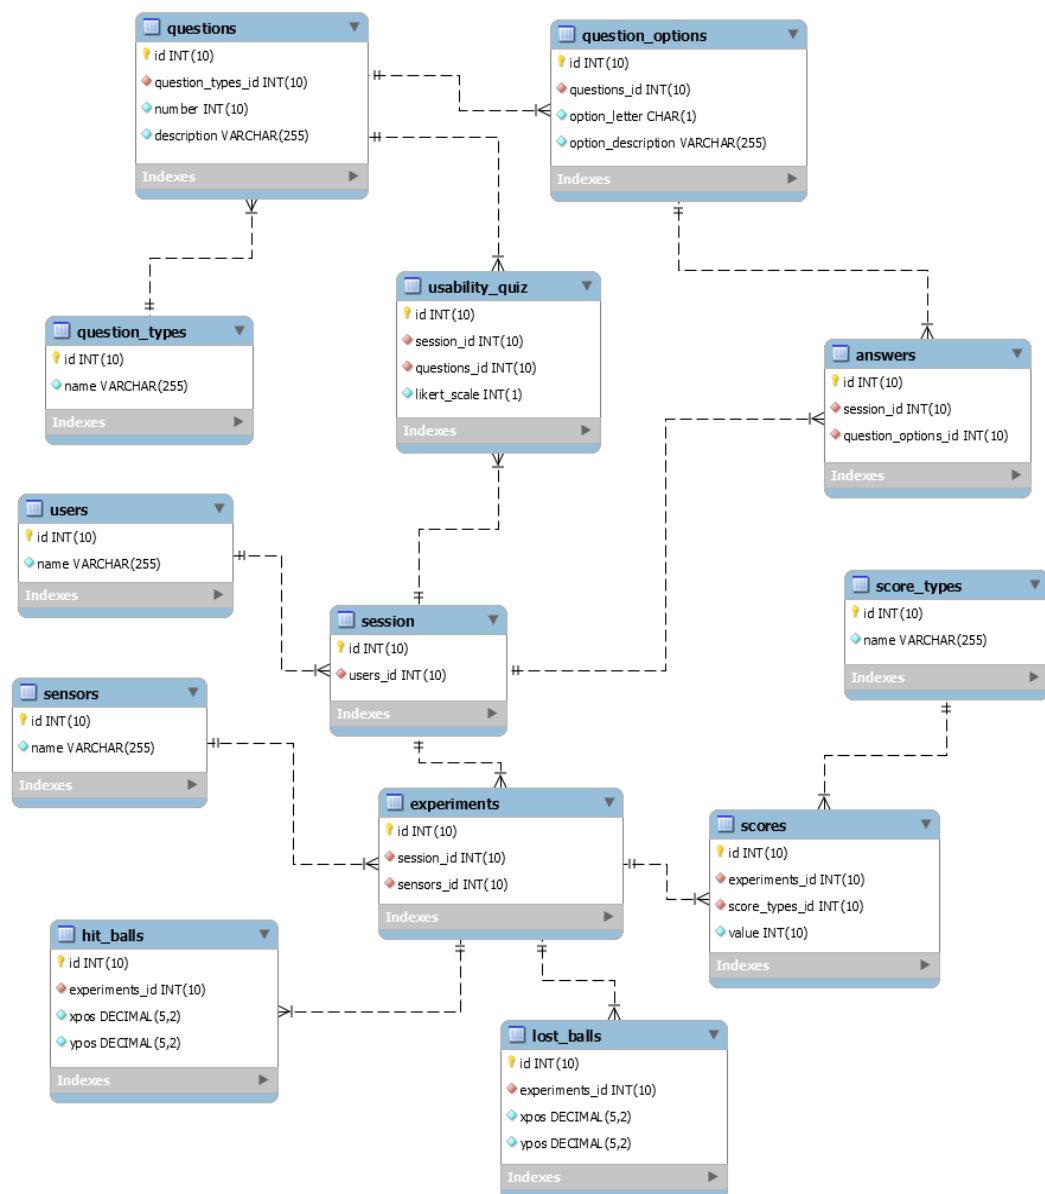 questions
id INT(10)
question_types_id INT(10)
number INT(10)
description VARCHAR(255)
Indexes
question_options
id INT(10)
questions_id INT(10)
option_letter CHAR(1)
option_description VARCHAR(255)
Indexes
usability_quiz
id INT(10)
session_id INT(10)
questions_id INT(10)
likert_scale INT(1)
Indexes
question_types
id INT(10)
name VARCHAR(255)
Indexes
answers
id INT(10)
session_id INT(10)
question_options_id INT(10)
Indexes
users
id INT(10)
name VARCHAR(255)
Indexes
score_types
id INT(10)
name VARCHAR(255)
Indexes
session
id INT(10)
users_id INT(10)
Indexes
sensors
id INT(10)
name VARCHAR(255)
Indexes
experiments
id INT(10)
session_id INT(10)
sensors_id INT(10)
Indexes
scores
id INT(10)
experiments_id INT(10)
score_types_id INT(10)
value INT(10)
Indexes
hit_balls
id INT(10)
experiments_id INT(10)
xpos DECIMAL(5,2)
ypos DECIMAL(5,2)
Indexes
lost_balls
id INT(10)
experiments_id INT(10)
xpos DECIMAL(5,2)
ypos DECIMAL(5,2)
Indexes